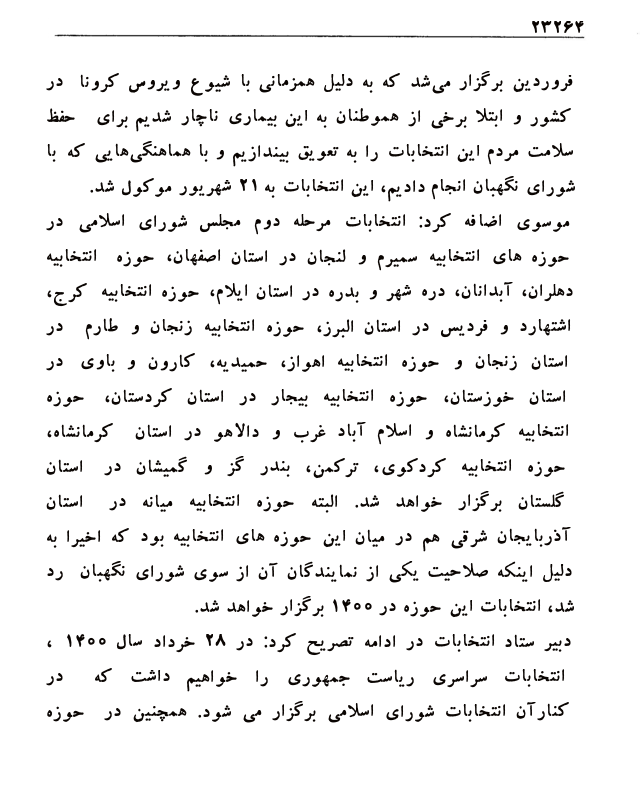 ۲۳۲۶۴
فروردین برگزار می‌شد که به دلیل همزمانی با شیوع ویروس کرونا در
کشور و ابتلا برخی از هموطنان به این بیماری ناچار شدیم برای حفظ
سلامت مردم این انتخابات را به تعویق بیندازیم و با هماهنگی‌هایی که با
شورای نگهبان انجام دادیم، این انتخابات به ۲۱ شهریور موکول شد.
موسوی اضافه کرد: انتخابات مرحله دوم مجلس شورای اسلامی در
حوزه های انتخابیه سمیرم و لنجان در استان اصفهان، حوزه انتخابیه
دهلران، آبدانان، دره شهر و بدره در استان ایلام، حوزه انتخابیه کرج،
اشتهارد و فردیس در استان البرز، حوزه انتخابیه زنجان و طارم در
استان زنجان و حوزه انتخابیه اهواز، حمیدیه، کارون و باوی در
استان خوزستان، حوزه انتخابیه بیجار در استان کردستان، حوزه
انتخابیه کرمانشاه و اسلام آباد غرب و دالاهو در استان کرمانشاه،
حوزه انتخابیه کردکوی، ترکمن، بندر گز و گمیشان در استان
گلستان برگزار خواهد شد. البته حوزه انتخابیه میانه در استان
آذربایجان شرقی هم در میان این حوزه های انتخابیه بود که اخیرا به
دلیل اینکه صلاحیت یکی از نمایندگان آن از سوی شورای نگهبان رد
شد، انتخابات این حوزه در ۱۴۰۰ برگزار خواهد شد.
دبیر ستاد انتخابات در ادامه تصریح کرد: در ۲۸ خرداد سال ۱۴۰۰ ،
انتخابات سراسری ریاست جمهوری را خواهیم داشت که در
کنارآن انتخابات شورای اسلامی برگزار می شود. همچنین در حوزه